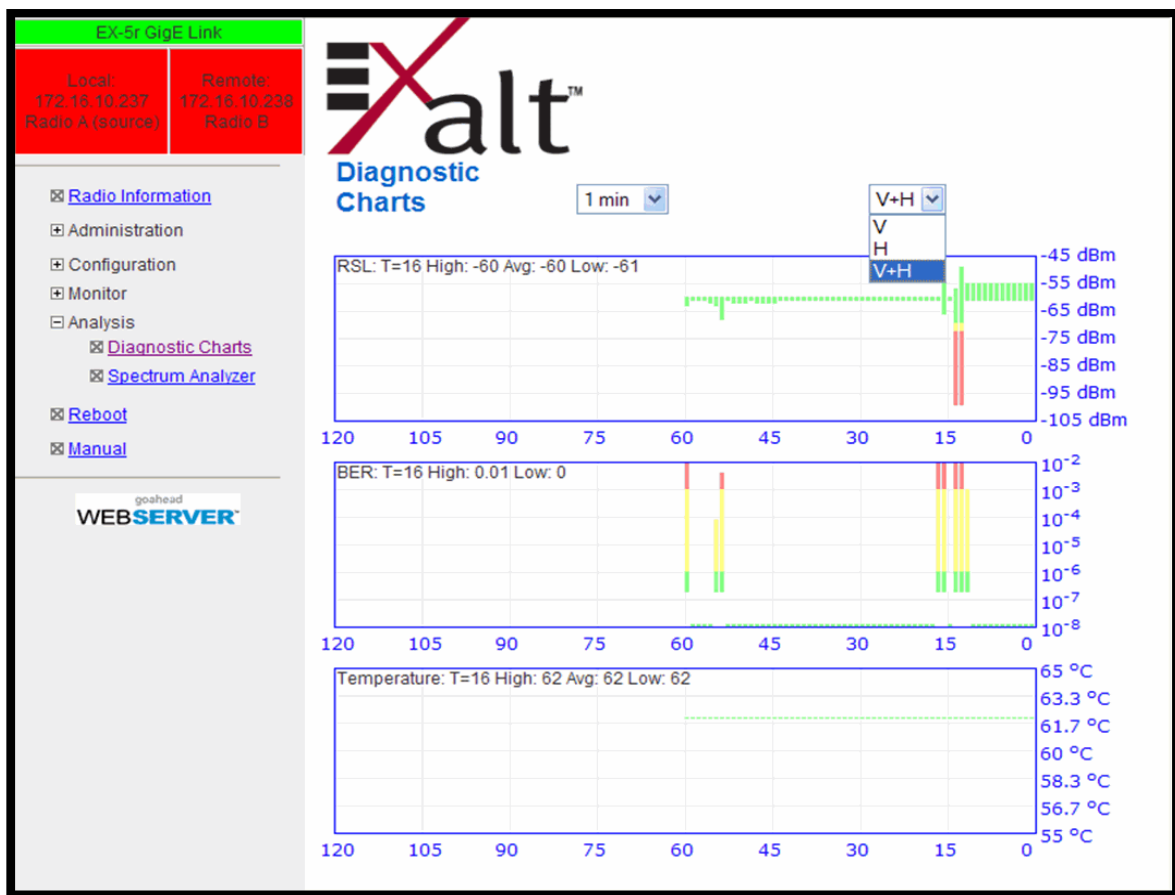 EX-5r GigE Link
Local:
172.16.10.237
Radio A (source)
Remote:
172.16.10.238
Radio B
Radio Information
Administration
Configuration
Monitor
Analysis
Diagnostic Charts
Spectrum Analyzer
Reboot
Manual
goahead
WEBSERVER
EXalt™
Diagnostic
Charts
1 min
V+H
V
H
V+H
RSL: T=16 High: -60 Avg: -60 Low: -61
-45 dBm
-55 dBm
-65 dBm
-75 dBm
-85 dBm
-95 dBm
-105 dBm
120 105 90 75 60 45 30 15 0
BER: T=16 High: 0.01 Low: 0
10-2
10-3
10-4
10-5
10-6
10-7
10-8
120 105 90 75 60 45 30 15 0
Temperature: T=16 High: 62 Avg: 62 Low: 62
65 °C
63.3 °C
61.7 °C
60 °C
58.3 °C
56.7 °C
55 °C
120 105 90 75 60 45 30 15 0